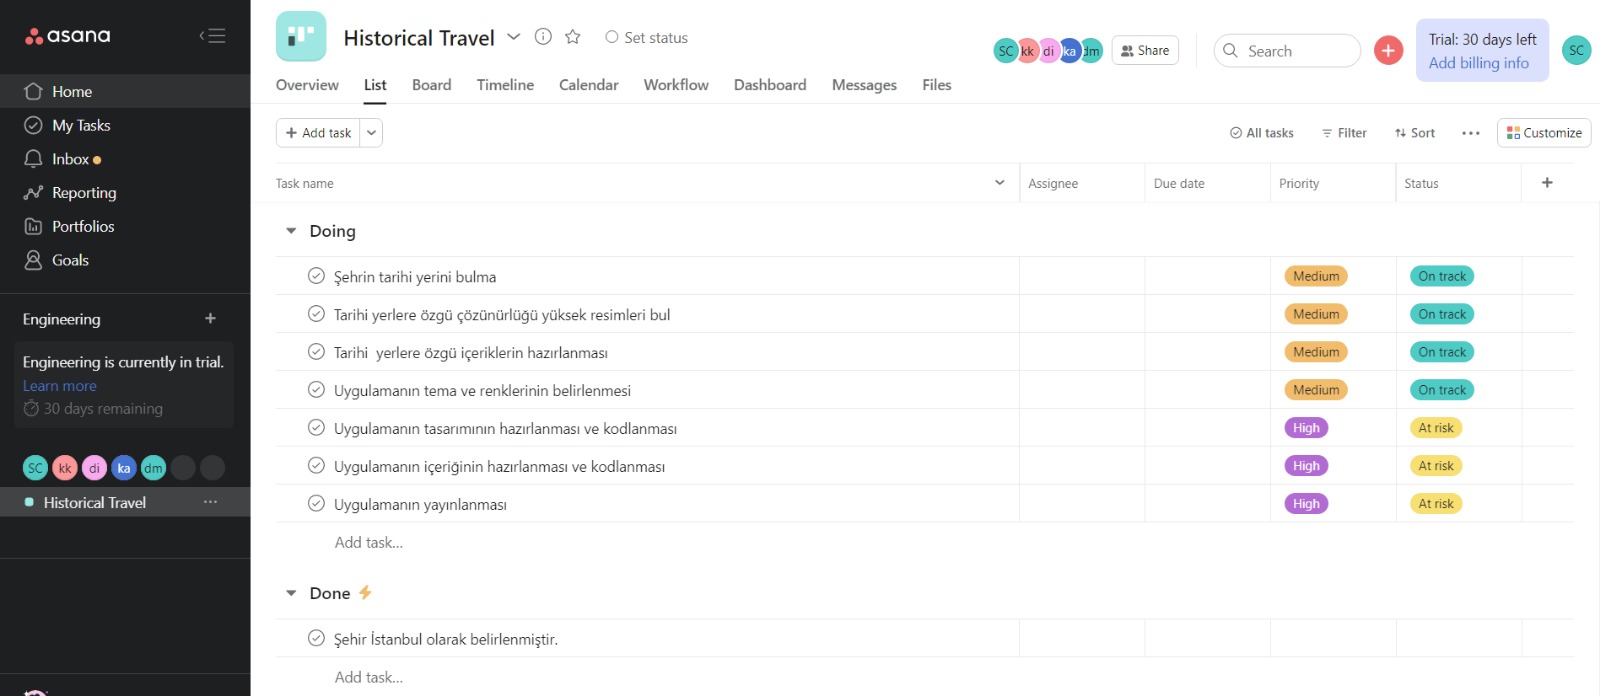 asana
Home
My Tasks
Inbox
Reporting
Portfolios
Goals
Engineering
Engineering is currently in trial.
Learn more
30 days remaining
SC kk di ka dm
Historical Travel ...
Historical Travel
Set status
SC kk di ka dm
Share
Search
Trial: 30 days left
Add billing info
SC
Overview List Board Timeline Calendar Workflow Dashboard Messages Files
+ Add task
All tasks Filter Sort ... Customize
Task name Assignee Due date Priority Status +
Doing
Şehrin tarihi yerini bulma Medium On track
Tarihi yerlere özgü çözünürlüğü yüksek resimleri bul Medium On track
Tarihi yerlere özgü içeriklerin hazırlanması Medium On track
Uygulamanın tema ve renklerinin belirlenmesi Medium On track
Uygulamanın tasarımının hazırlanması ve kodlanması High At risk
Uygulamanın içeriğinin hazırlanması ve kodlanması High At risk
Uygulamanın yayınlanması High At risk
Add task...
Done
Şehir İstanbul olarak belirlenmiştir.
Add task...